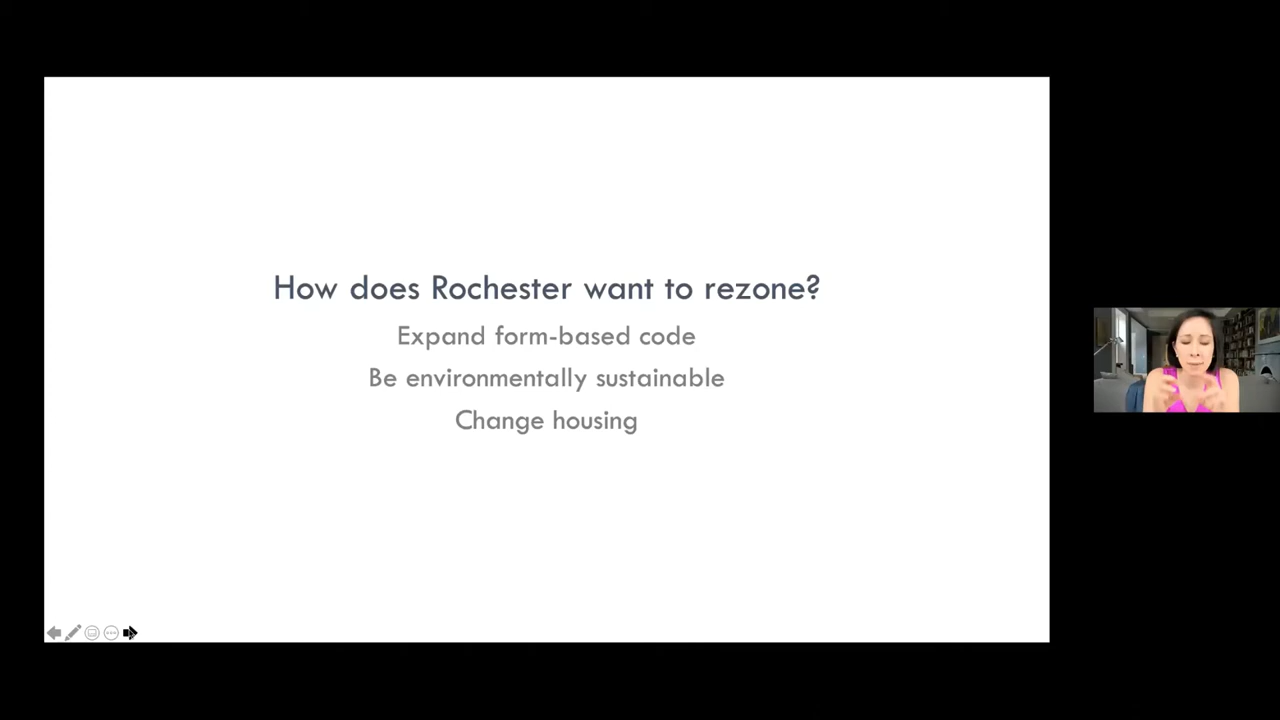 How does Rochester want to rezone?
Expand form-based code
Be environmentally sustainable
Change housing